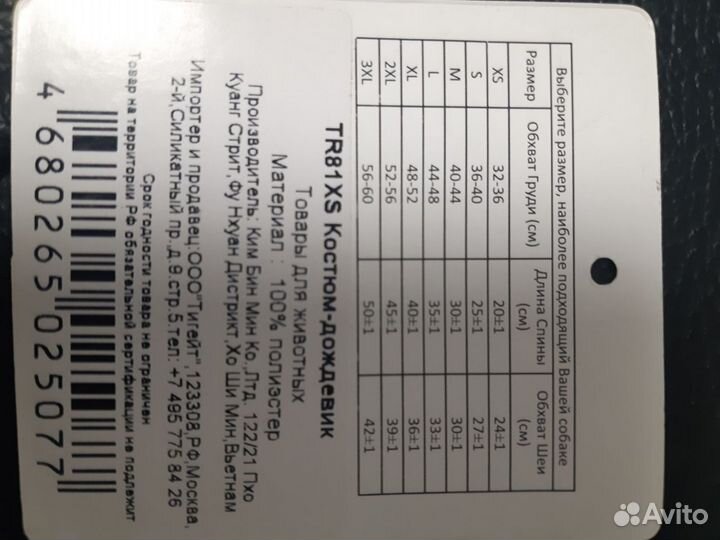 Выберите размер, наиболее подходящий Вашей собаке
Размер Обхват Груди (см) Длина Спины (см) Обхват Шеи (см)
XS 32-36 20±1 24±1
S 36-40 25±1 27±1
M 40-44 30±1 30±1
L 44-48 35±1 33±1
XL 48-52 40±1 36±1
2XL 52-56 45±1 39±1
3XL 56-60 50±1 42±1
TR81XS Костюм-дождевик
Товары для животных
Материал : 100% полиэстер
Производитель: Ким Бин Мин Ко.,Лтд, 122/21 Пхо
Куанг Стрит,Фу Нхуан Дистрикт,Хо Ши Мин,Вьетнам
Импортер и продавец:ООО"Тигейт",123308,РФ,Москва,
2-й,Силикатный пр.,д.9.стр.5.тел: +7 495 775 84 26
Срок годности товара не ограничен
Товар на территории РФ обязательной сертификации не подлежит
4 680265 025077
Avito